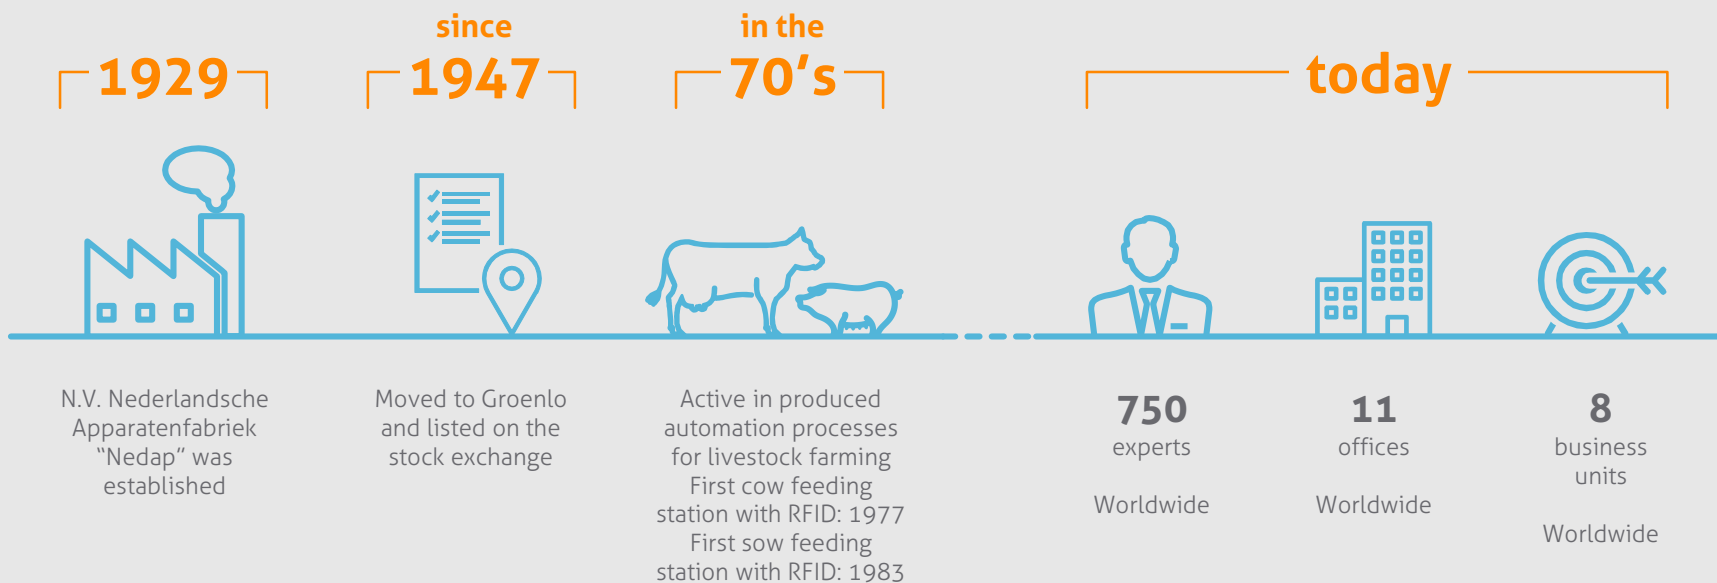 1929
N.V. Nederlandsche
Apparatenfabriek
“Nedap” was
established
since
1947
Moved to Groenlo
and listed on the
stock exchange
in the
70's
Active in produced
automation processes
for livestock farming
First cow feeding
station with RFID: 1977
First sow feeding
station with RFID: 1983
today
750
experts
Worldwide
11
offices
Worldwide
8
business
units
Worldwide